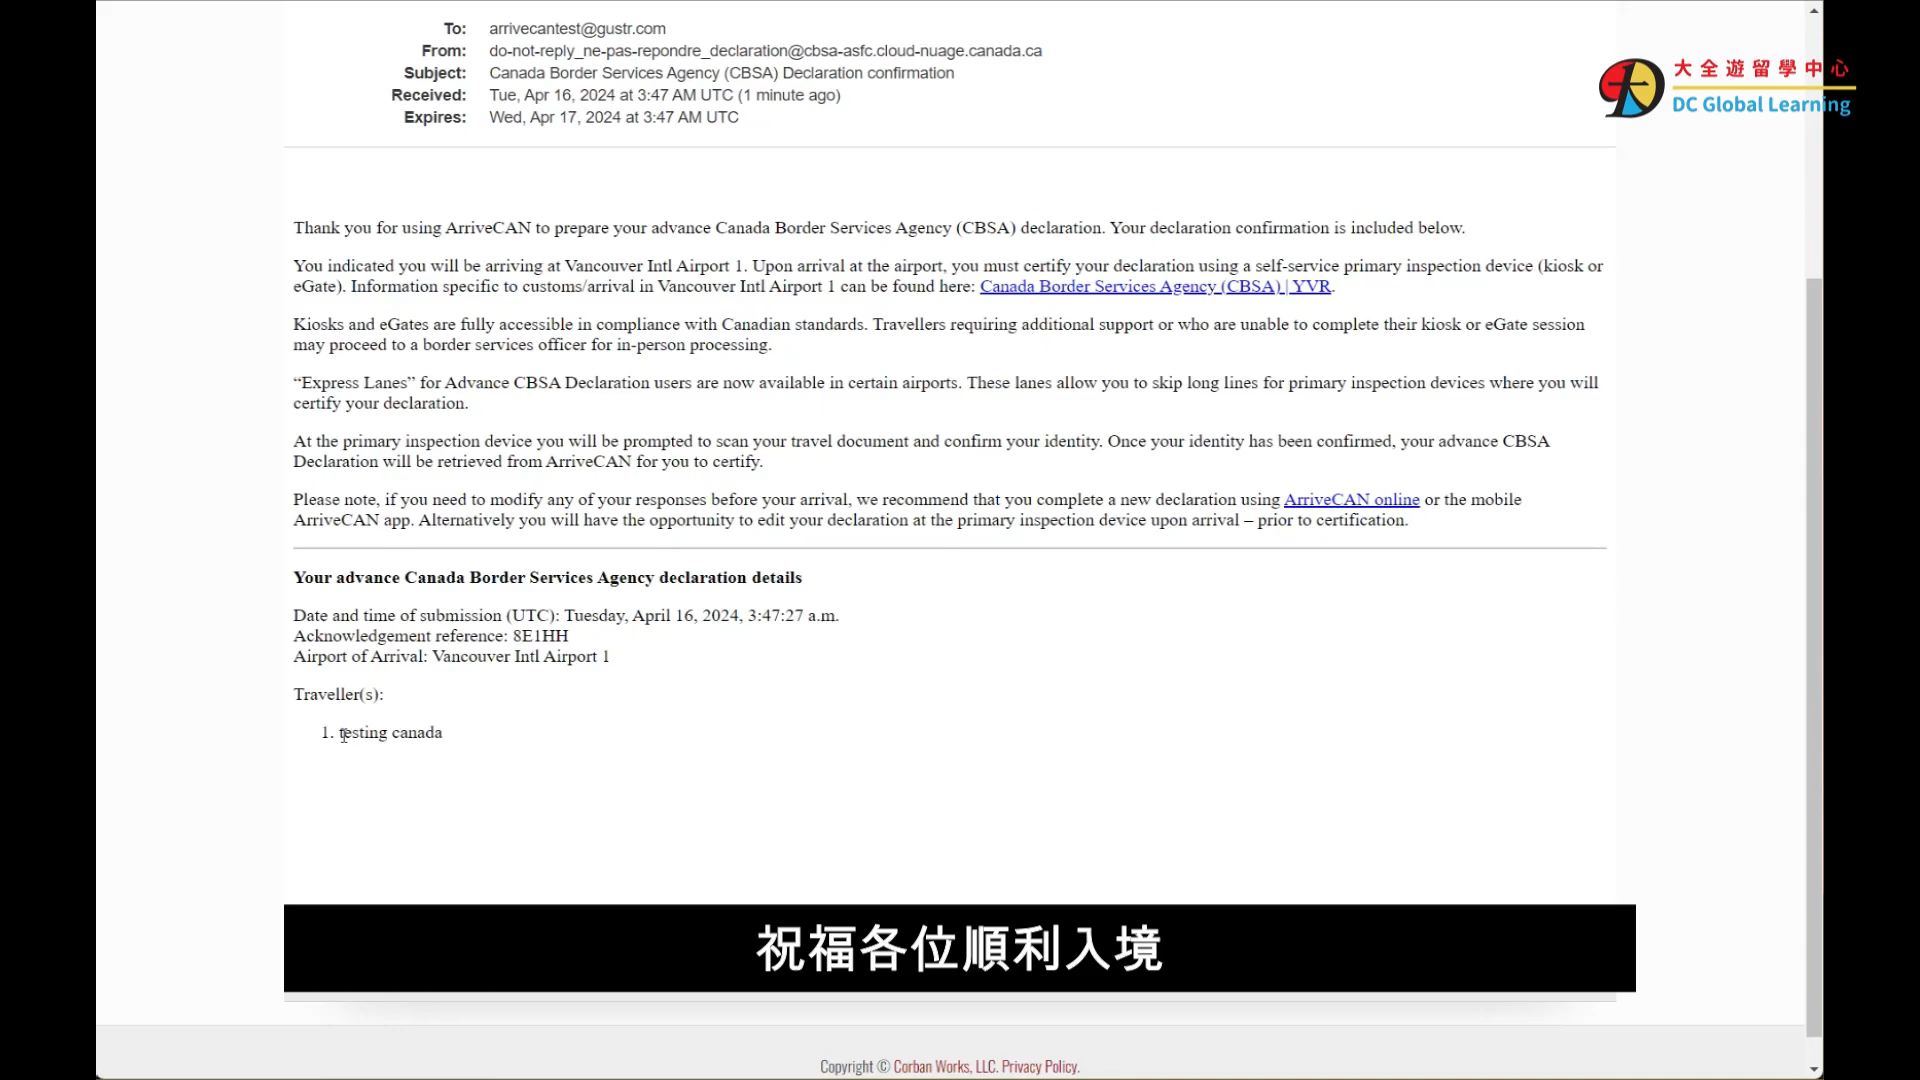 To: arrivecantest@gustr.com
From: do-not-reply_ne-pas-repondre_declaration@cbsa-asfc.cloud-nuage.canada.ca
Subject: Canada Border Services Agency (CBSA) Declaration confirmation
Received: Tue, Apr 16, 2024 at 3:47 AM UTC (1 minute ago)
Expires: Wed, Apr 17, 2024 at 3:47 AM UTC
大全遊留學中心
DC Global Learning
Thank you for using ArriveCAN to prepare your advance Canada Border Services Agency (CBSA) declaration. Your declaration confirmation is included below.
You indicated you will be arriving at Vancouver Intl Airport 1. Upon arrival at the airport, you must certify your declaration using a self-service primary inspection device (kiosk or
eGate). Information specific to customs/arrival in Vancouver Intl Airport 1 can be found here: Canada Border Services Agency (CBSA) | YVR.
Kiosks and eGates are fully accessible in compliance with Canadian standards. Travellers requiring additional support or who are unable to complete their kiosk or eGate session
may proceed to a border services officer for in-person processing.
“Express Lanes” for Advance CBSA Declaration users are now available in certain airports. These lanes allow you to skip long lines for primary inspection devices where you will
certify your declaration.
At the primary inspection device you will be prompted to scan your travel document and confirm your identity. Once your identity has been confirmed, your advance CBSA
Declaration will be retrieved from ArriveCAN for you to certify.
Please note, if you need to modify any of your responses before your arrival, we recommend that you complete a new declaration using ArriveCAN online or the mobile
ArriveCAN app. Alternatively you will have the opportunity to edit your declaration at the primary inspection device upon arrival – prior to certification.
Your advance Canada Border Services Agency declaration details
Date and time of submission (UTC): Tuesday, April 16, 2024, 3:47:27 a.m.
Acknowledgement reference: 8E1HH
Airport of Arrival: Vancouver Intl Airport 1
Traveller(s):
1. testing canada
祝福各位順利入境
Copyright © Corban Works, LLC. Privacy Policy.